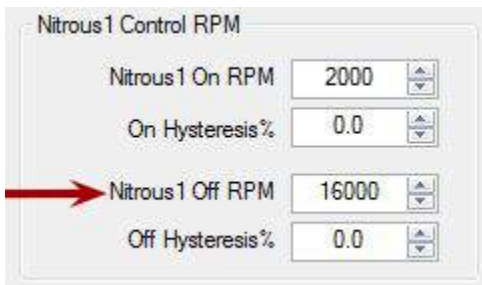 Nitrous1 Control RPM
Nitrous1 On RPM 2000
On Hysteresis% 0.0
Nitrous1 Off RPM 16000
Off Hysteresis% 0.0